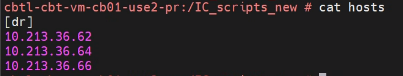 cbtl-cbt-vm-cb01-use2-pr:/IC_scripts_new # cat hosts
[dr]
10.213.36.62
10.213.36.64
10.213.36.66